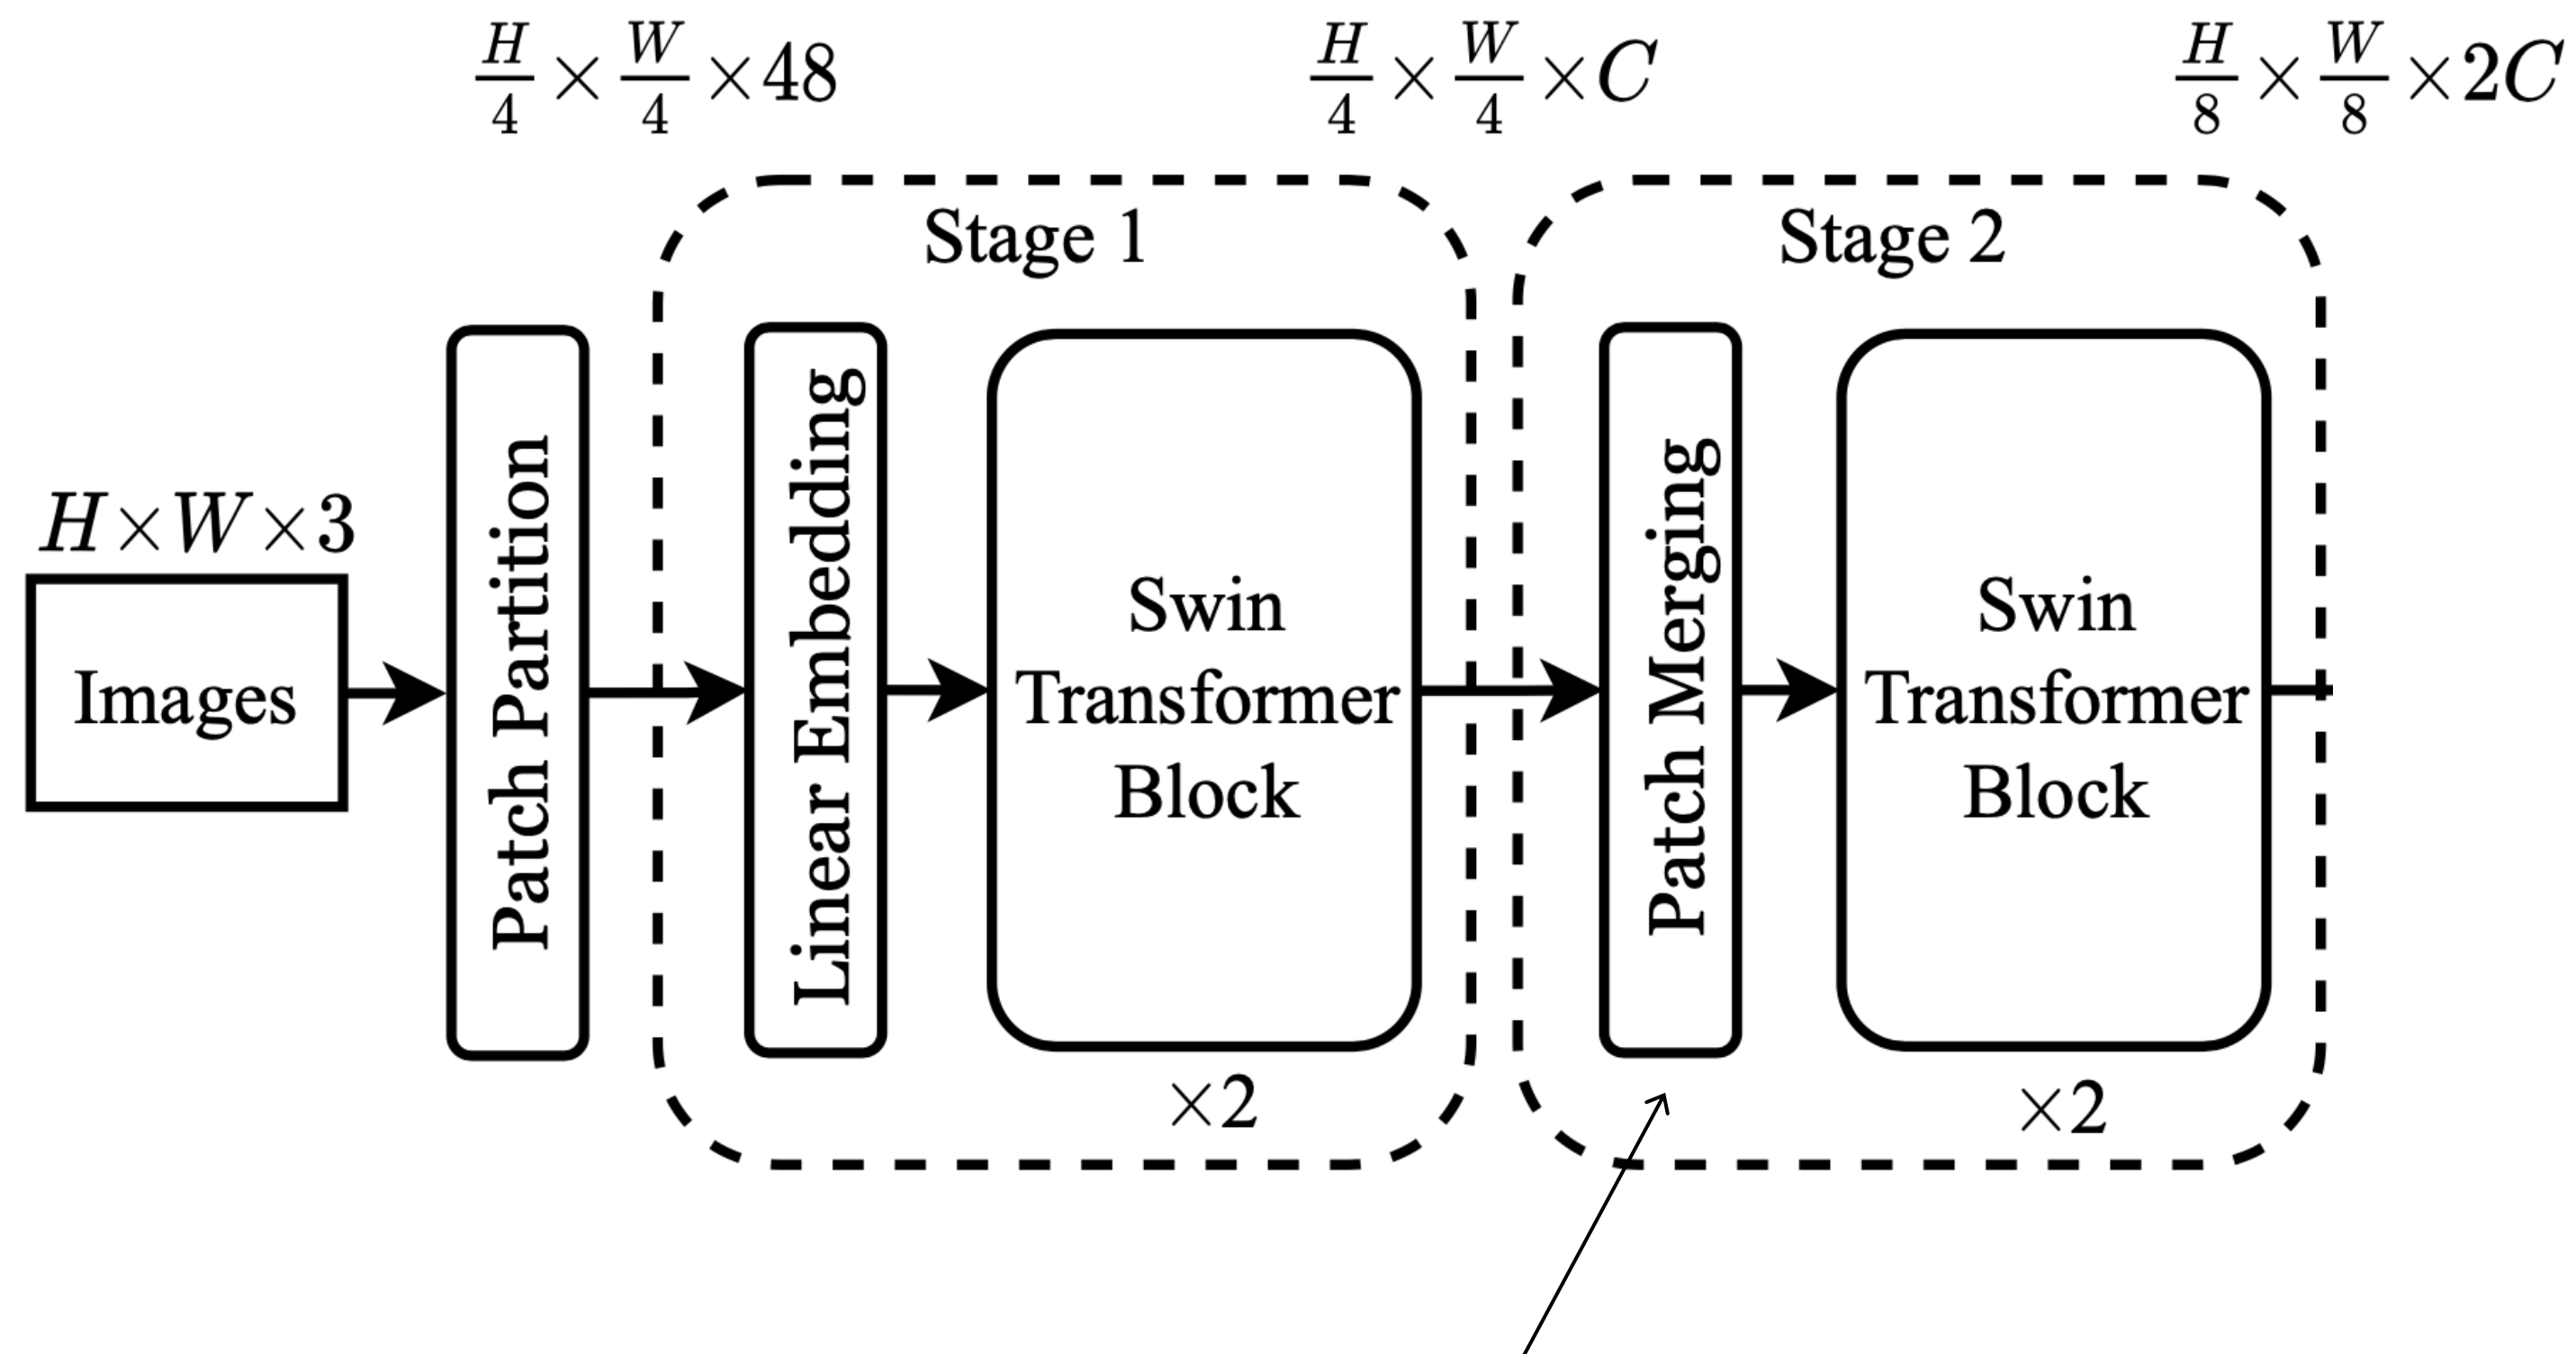 H/4 × W/4 × 48
H/4 × W/4 × C
H/8 × W/8 × 2C
Stage 1
Stage 2
H×W×3
Images
Patch Partition
Linear Embedding
Swin
Transformer
Block
×2
Patch Merging
Swin
Transformer
Block
×2